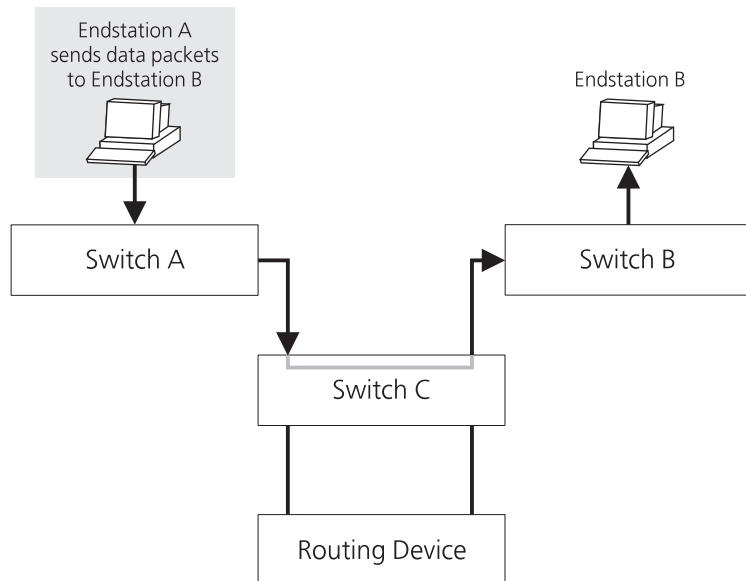 Endstation A
sends data packets
to Endstation B
Endstation B
Switch A
Switch B
Switch C
Routing Device